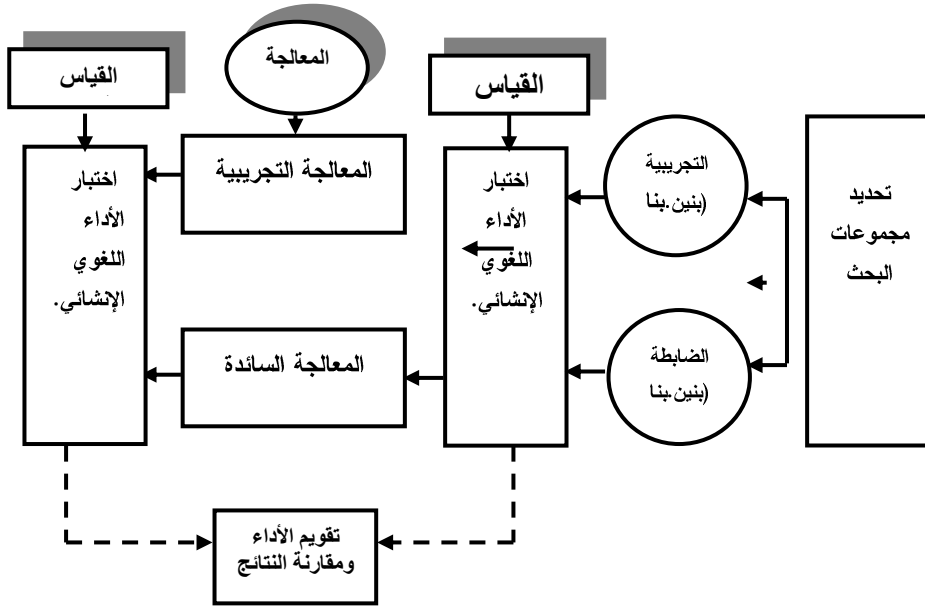 القياس
المعالجة
القياس
تحديد
مجموعات
البحث
التجريبية
(بنين.بنا
الضابطة
(بنين.بنا
اختبار
الأداء
اللغوي
الإنشائي.
المعالجة التجريبية
المعالجة السائدة
اختبار
الأداء
اللغوي
الإنشائي.
تقويم الأداء
ومقارنة النتائج